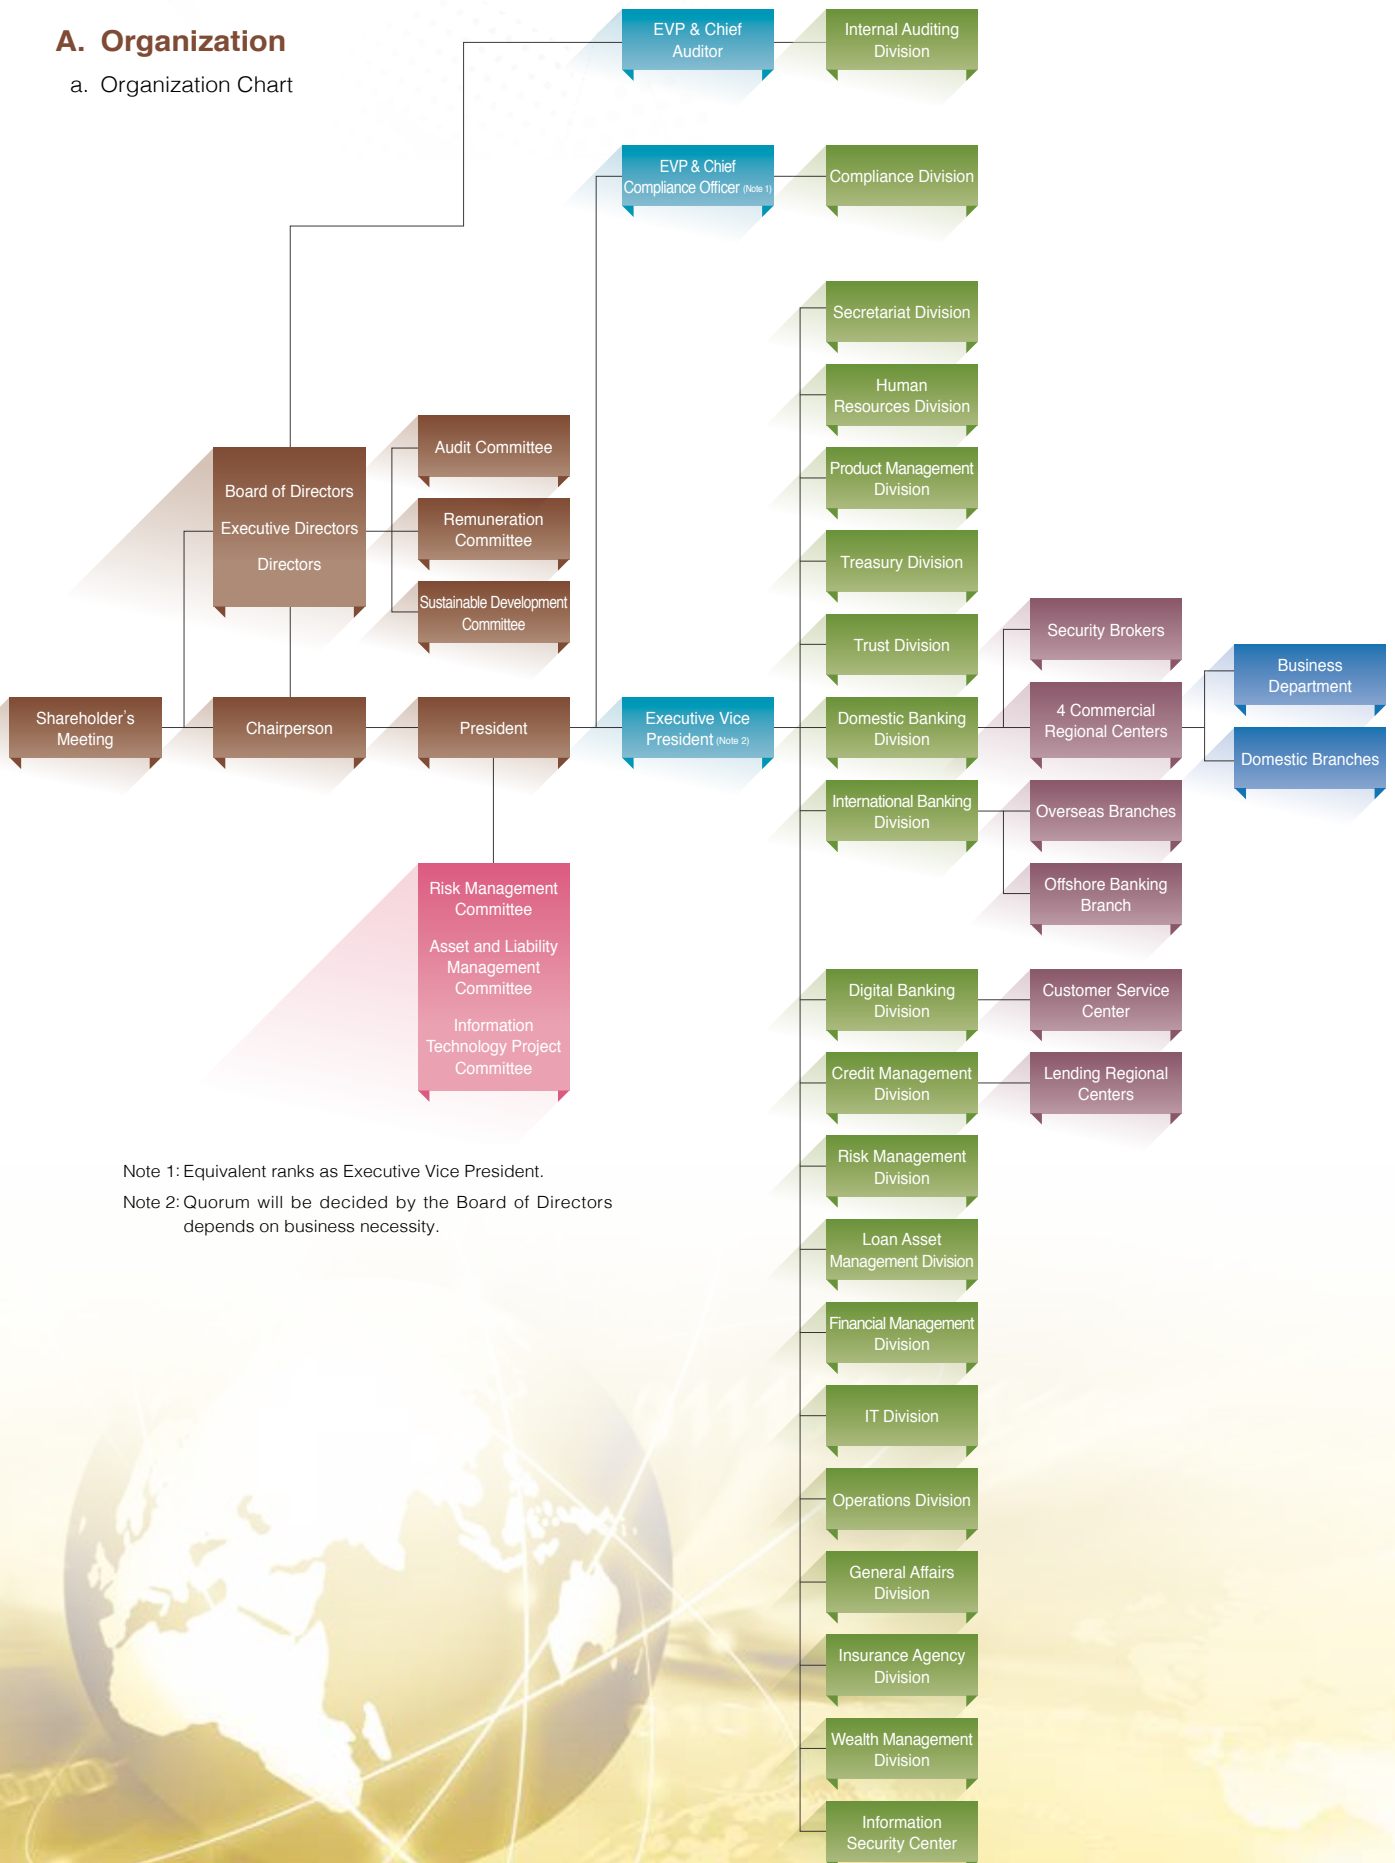 A. Organization
a. Organization Chart
EVP & Chief
Auditor
Internal Auditing
Division
EVP & Chief
Compliance Officer (Note 1)
Compliance Division
Secretariat Division
Human
Resources Division
Product Management
Division
Treasury Division
Trust Division
Domestic Banking
Division
International Banking
Division
Digital Banking
Division
Credit Management
Division
Risk Management
Division
Loan Asset
Management Division
Financial Management
Division
IT Division
Operations Division
General Affairs
Division
Insurance Agency
Division
Wealth Management
Division
Information
Security Center
Board of Directors
Executive Directors
Directors
Audit Committee
Remuneration
Committee
Sustainable Development
Committee
Shareholder's
Meeting
Chairperson
President
Executive Vice
President (Note 2)
Security Brokers
4 Commercial
Regional Centers
Business
Department
Domestic Branches
Overseas Branches
Offshore Banking
Branch
Customer Service
Center
Lending Regional
Centers
Risk Management
Committee
Asset and Liability
Management
Committee
Information
Technology Project
Committee
Note 1: Equivalent ranks as Executive Vice President.
Note 2: Quorum will be decided by the Board of Directors
depends on business necessity.